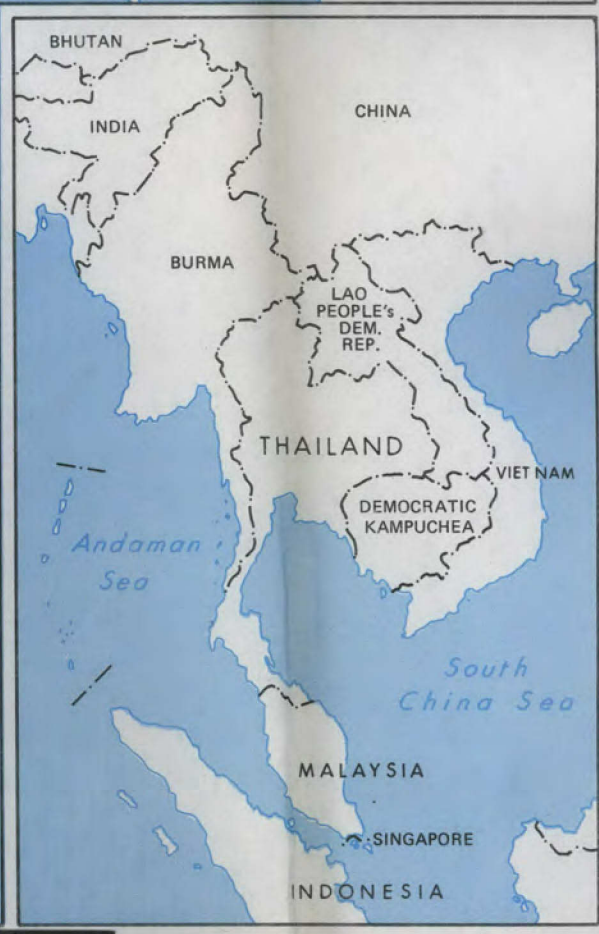 BHUTAN
INDIA
CHINA
BURMA
LAO
PEOPLE's
DEM.
REP.
THAILAND
VIET NAM
DEMOCRATIC
KAMPUCHEA
Andaman
Sea
South
China Sea
MALAYSIA
SINGAPORE
INDONESIA